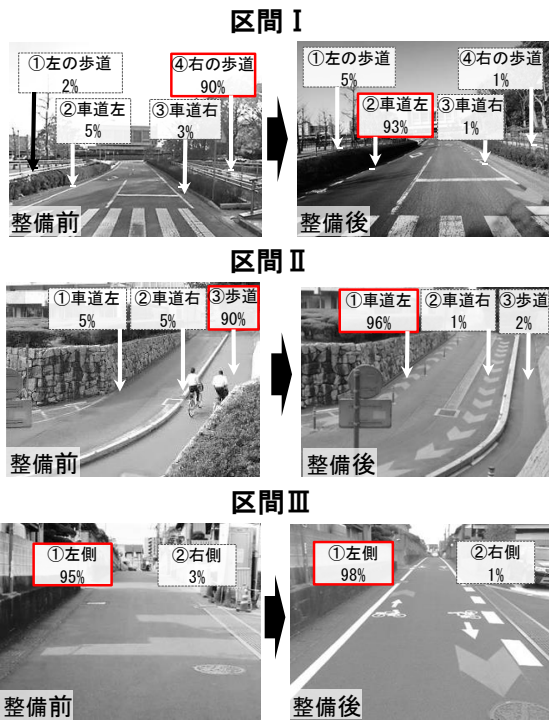 区間Ⅰ
①左の歩道
2%
④右の歩道
90%
②車道左
5%
③車道右
3%
整備前
①左の歩道
5%
④右の歩道
1%
②車道左
93%
③車道右
1%
整備後
区間Ⅱ
①車道左
5%
②車道右
5%
③歩道
90%
整備前
①車道左
96%
②車道右
1%
③歩道
2%
整備後
区間Ⅲ
①左側
95%
②右側
3%
整備前
①左側
98%
②右側
1%
整備後